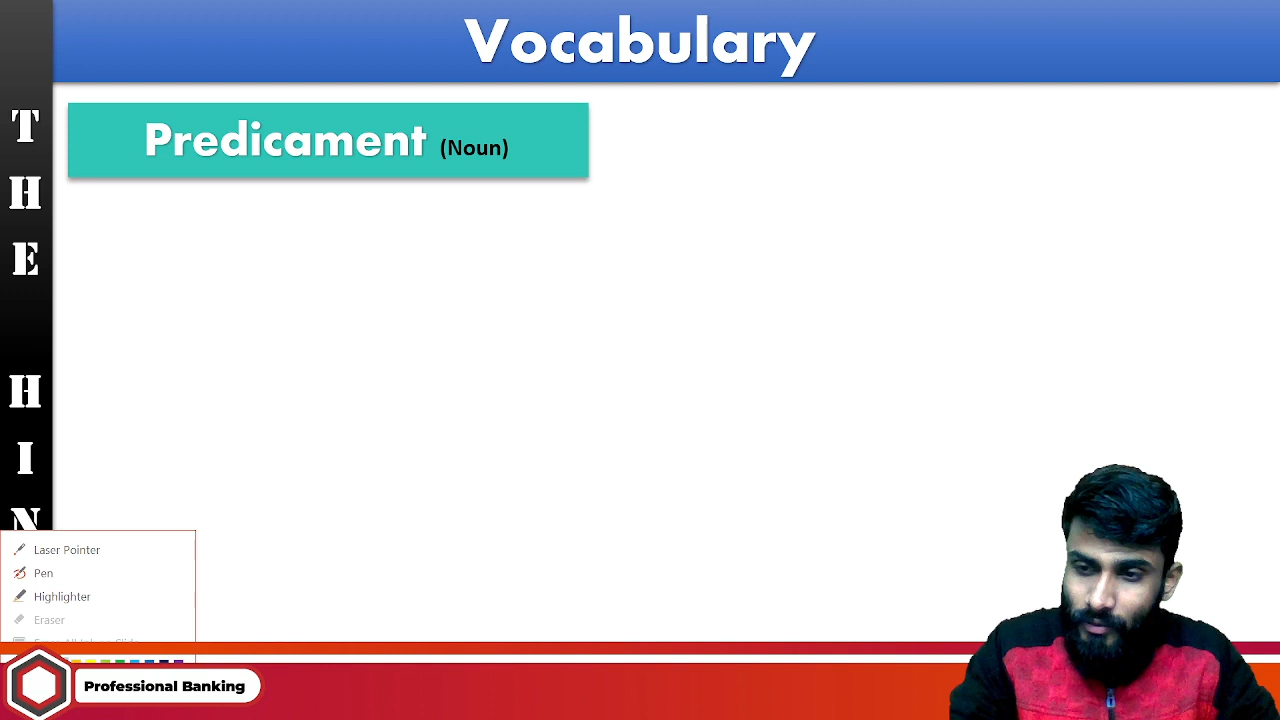 Vocabulary
Predicament (Noun)
T
H
E
H
I
N
Laser Pointer
Pen
Highlighter
Eraser
Professional Banking